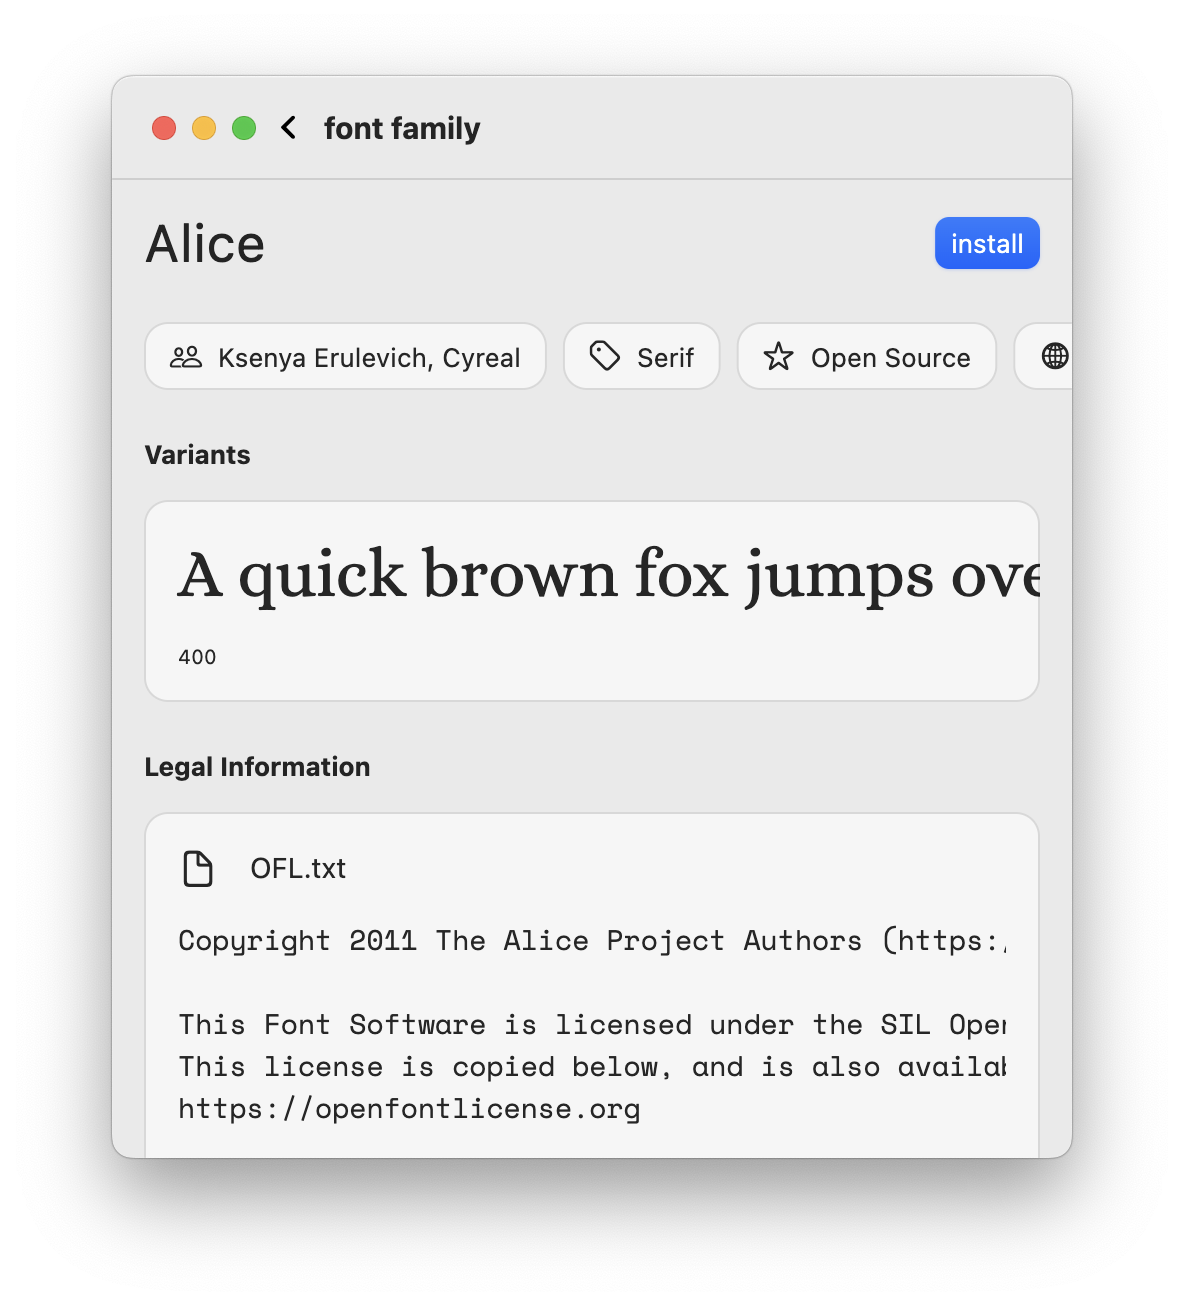 font family
Alice
install
Ksenya Erulevich, Cyreal
Serif
Open Source
Variants
A quick brown fox jumps ove
400
Legal Information
OFL.txt
Copyright 2011 The Alice Project Authors (https:/
This Font Software is licensed under the SIL Open
This license is copied below, and is also availab
https://openfontlicense.org